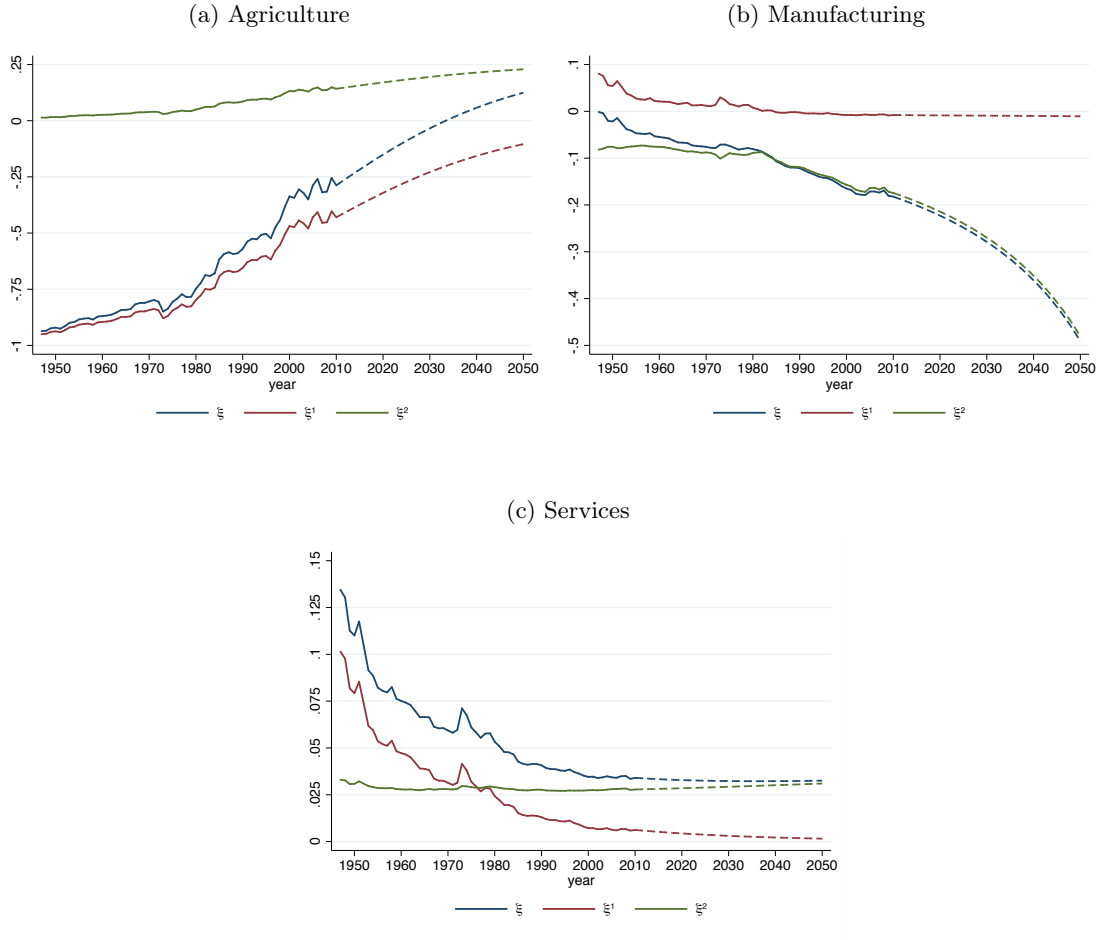 (a) Agriculture
.25
0
-.25
-.5
-.75
-1
1950 1960 1970 1980 1990 2000 2010 2020 2030 2040 2050
year
ξ ξ¹ ξ²
(b) Manufacturing
.1
0
-.1
-.2
-.3
-.4
-.5
1950 1960 1970 1980 1990 2000 2010 2020 2030 2040 2050
year
ξ ξ¹ ξ²
(c) Services
.15
.125
.1
.075
.05
.025
0
1950 1960 1970 1980 1990 2000 2010 2020 2030 2040 2050
year
ξ ξ¹ ξ²